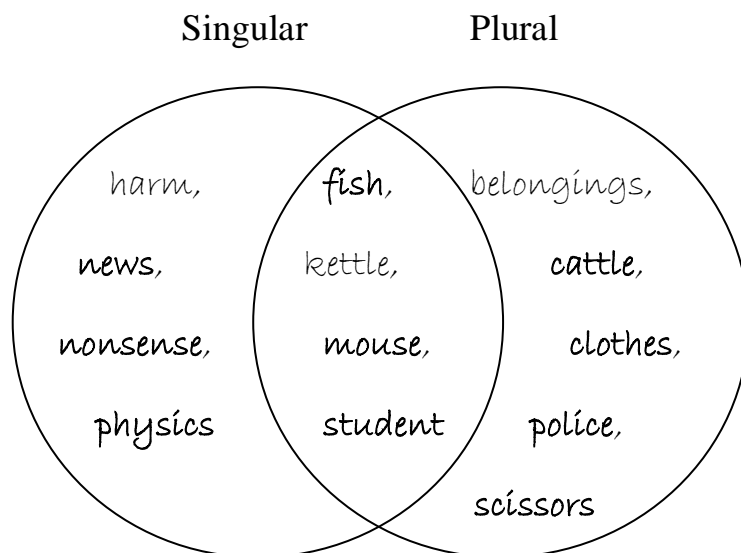 Singular Plural
harm, fish, belongings,
news, kettle, cattle,
nonsense, mouse, clothes,
physics student police,
scissors